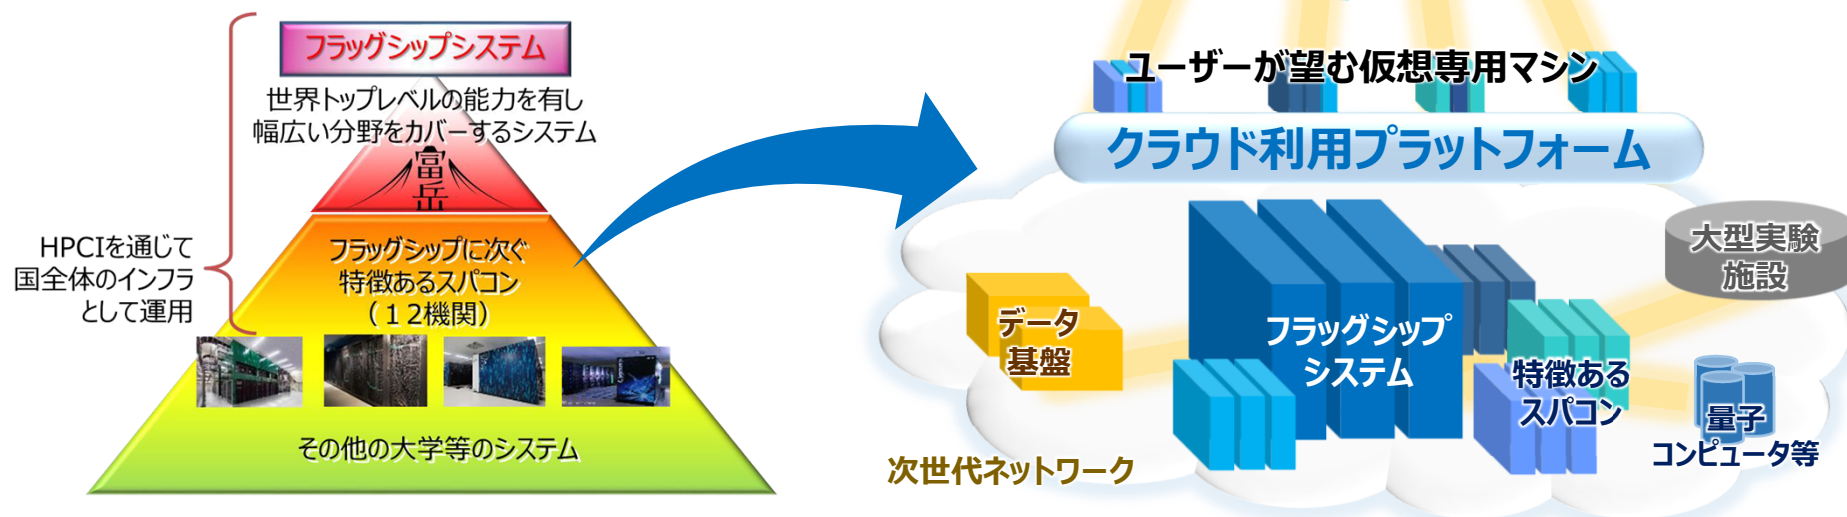 フラッグシップシステム
世界トップレベルの能力を有し
幅広い分野をカバーするシステム
富
岳
HPCIを通じて
国全体のインフラ
として運用
フラッグシップに次ぐ
特徴あるスパコン
（１２機関）
その他の大学等のシステム
ユーザーが望む仮想専用マシン
クラウド利用プラットフォーム
大型実験
施設
データ
基盤
フラッグシップ
システム
特徴ある
スパコン
量子
コンピュータ等
次世代ネットワーク